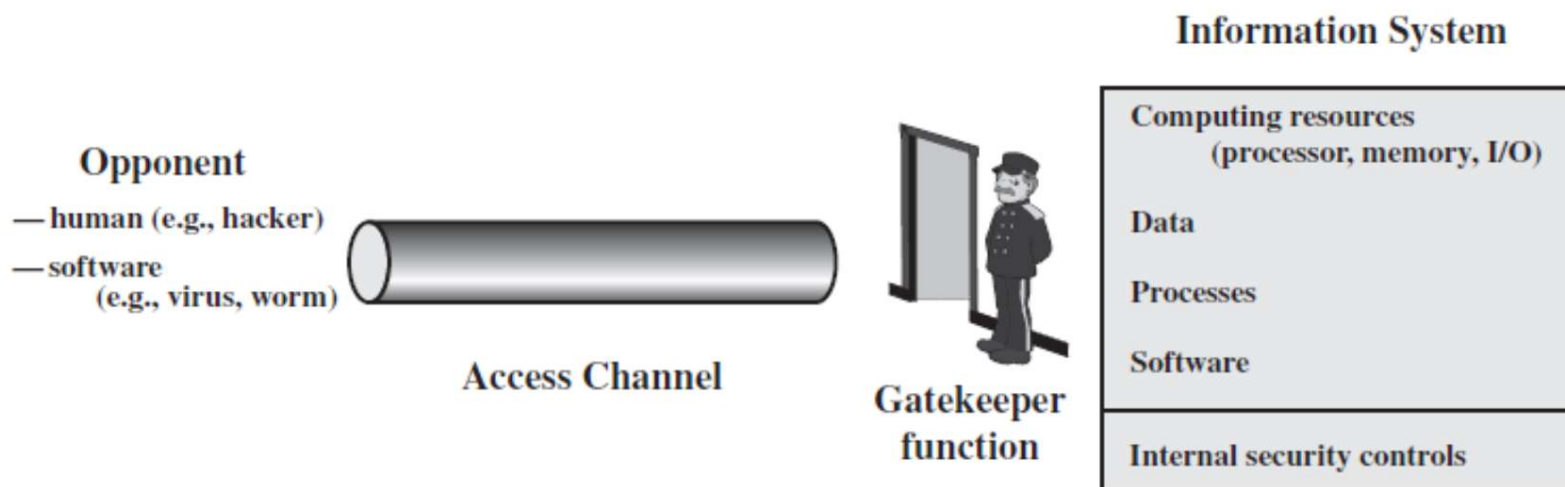 Information System
Opponent
— human (e.g., hacker)
— software
(e.g., virus, worm)
Access Channel
Gatekeeper
function
Computing resources
(processor, memory, I/O)
Data
Processes
Software
Internal security controls